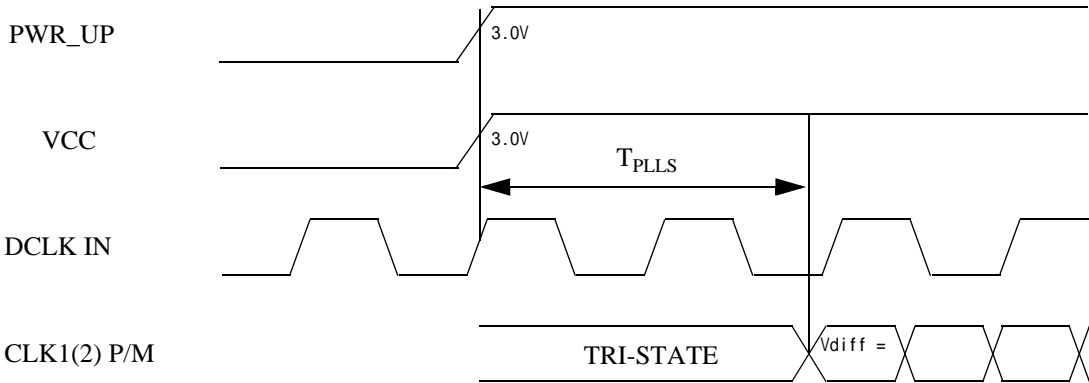 PWR_UP
3.0V
VCC
3.0V
TPLLS
DCLK IN
CLK1(2) P/M
TRI-STATE
Vdiff =